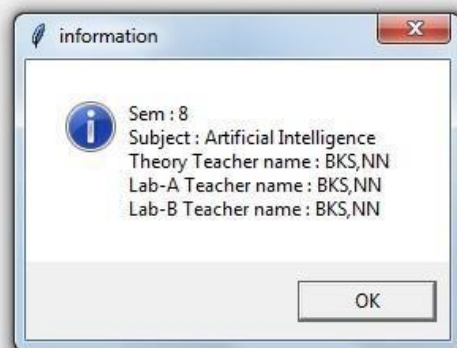 information
Sem : 8
Subject : Artificial Intelligence
Theory Teacher name : BKS,NN
Lab-A Teacher name : BKS,NN
Lab-B Teacher name : BKS,NN
OK